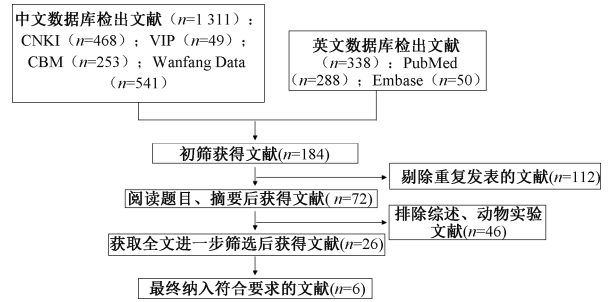 中文数据库检出文献(n=1 311):
CNKI(n=468);VIP(n=49);
CBM(n=253);Wanfang Data
(n=541)
英文数据库检出文献
(n=338):PubMed
(n=288);Embase(n=50)
初筛获得文献(n=184)
剔除重复发表的文献(n=112)
阅读题目、摘要后获得文献( n=72)
排除综述、动物实验
文献(n=46)
获取全文进一步筛选后获得文献(n=26)
最终纳入符合要求的文献(n=6)